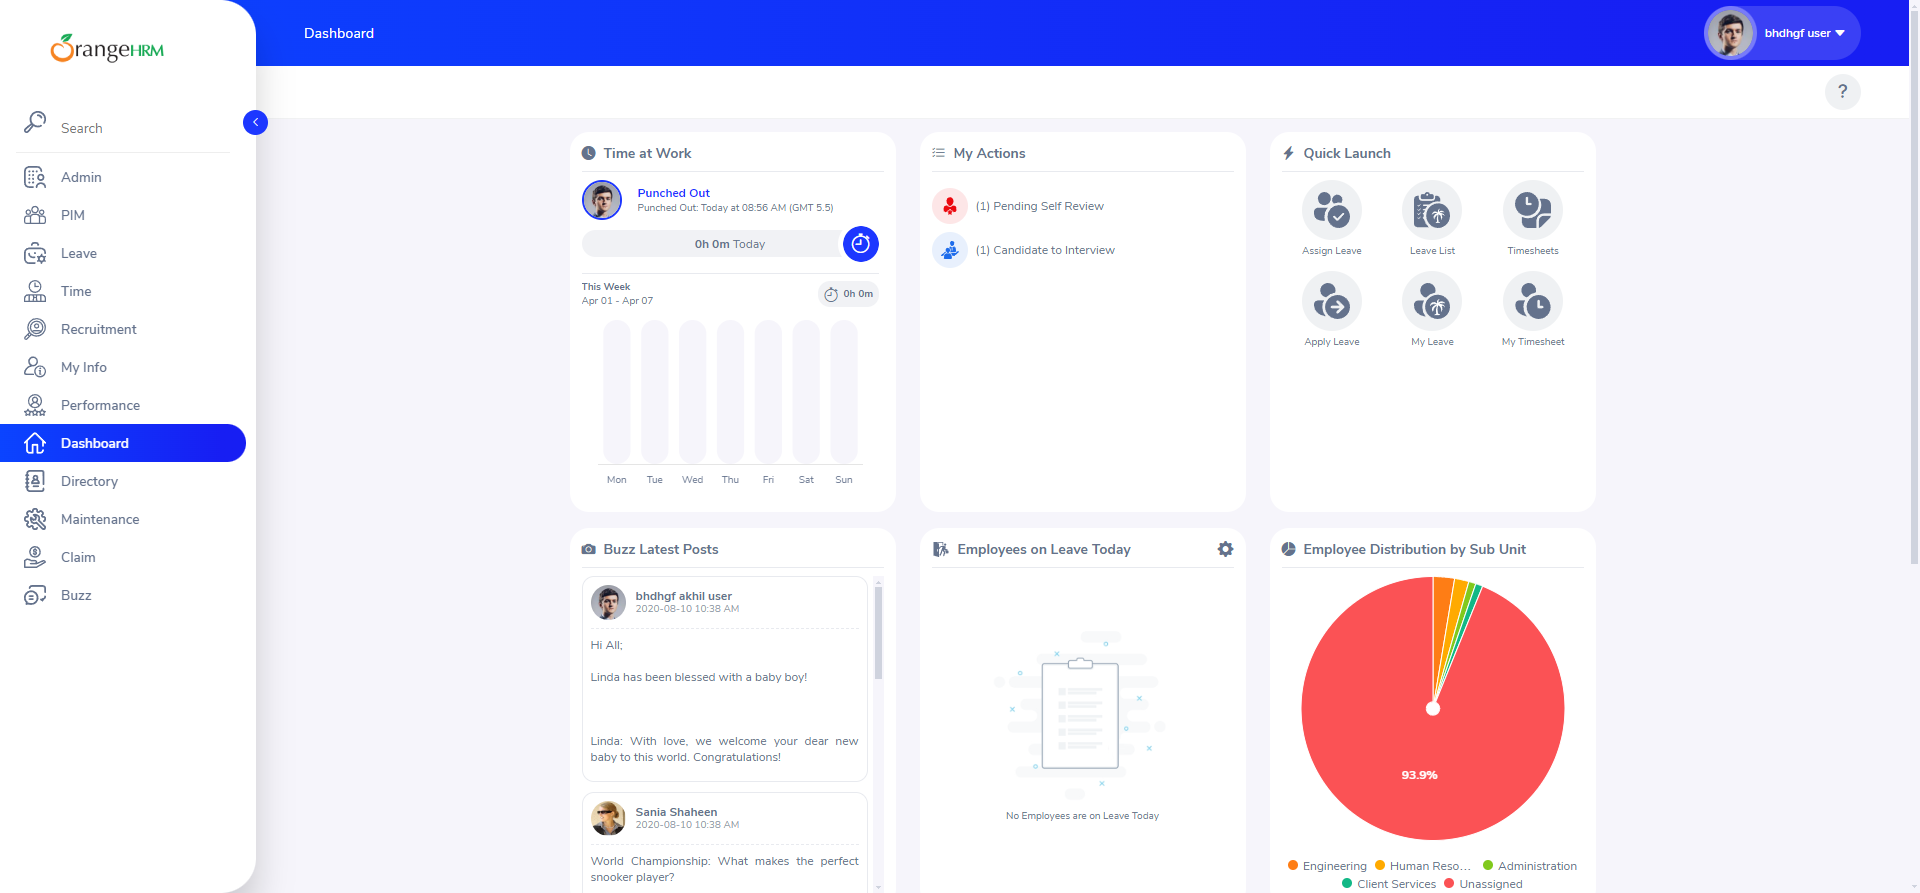 OrangeHRM
Search
Admin
PIM
Leave
Time
Recruitment
My Info
Performance
Dashboard
Directory
Maintenance
Claim
Buzz
Dashboard
bhdhgf user
?
Time at Work
Punched Out
Punched Out: Today at 08:56 AM (GMT 5.5)
0h 0m Today
This Week
Apr 01 - Apr 07
0h 0m
Mon Tue Wed Thu Fri Sat Sun
My Actions
(1) Pending Self Review
(1) Candidate to Interview
Quick Launch
Assign Leave Leave List Timesheets
Apply Leave My Leave My Timesheet
Buzz Latest Posts
bhdhgf akhil user
2020-08-10 10:38 AM
Hi All;
Linda has been blessed with a baby boy!
Linda: With love, we welcome your dear new
baby to this world. Congratulations!
Sania Shaheen
2020-08-10 10:38 AM
World Championship: What makes the perfect
snooker player?
Employees on Leave Today
No Employees are on Leave Today
Employee Distribution by Sub Unit
93.9%
Engineering Human Reso... Administration
Client Services Unassigned